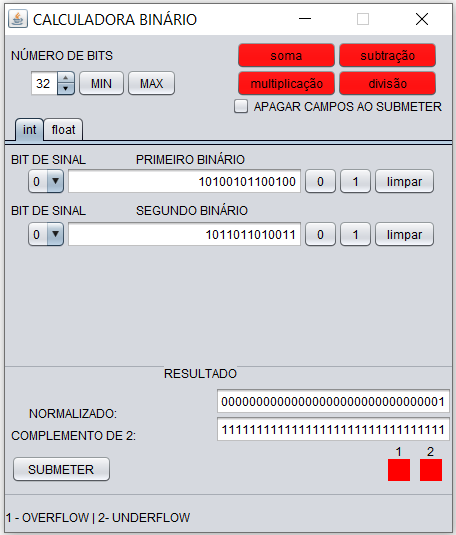 CALCULADORA BINÁRIO
NÚMERO DE BITS
soma subtração
32 MIN MAX
multiplicação divisão
APAGAR CAMPOS AO SUBMETER
int float
BIT DE SINAL PRIMEIRO BINÁRIO
0 10100101100100 0 1 limpar
BIT DE SINAL SEGUNDO BINÁRIO
0 1011011010011 0 1 limpar
RESULTADO
00000000000000000000000000000001
NORMALIZADO:
11111111111111111111111111111111
COMPLEMENTO DE 2:
1 2
SUBMETER
1 - OVERFLOW | 2- UNDERFLOW